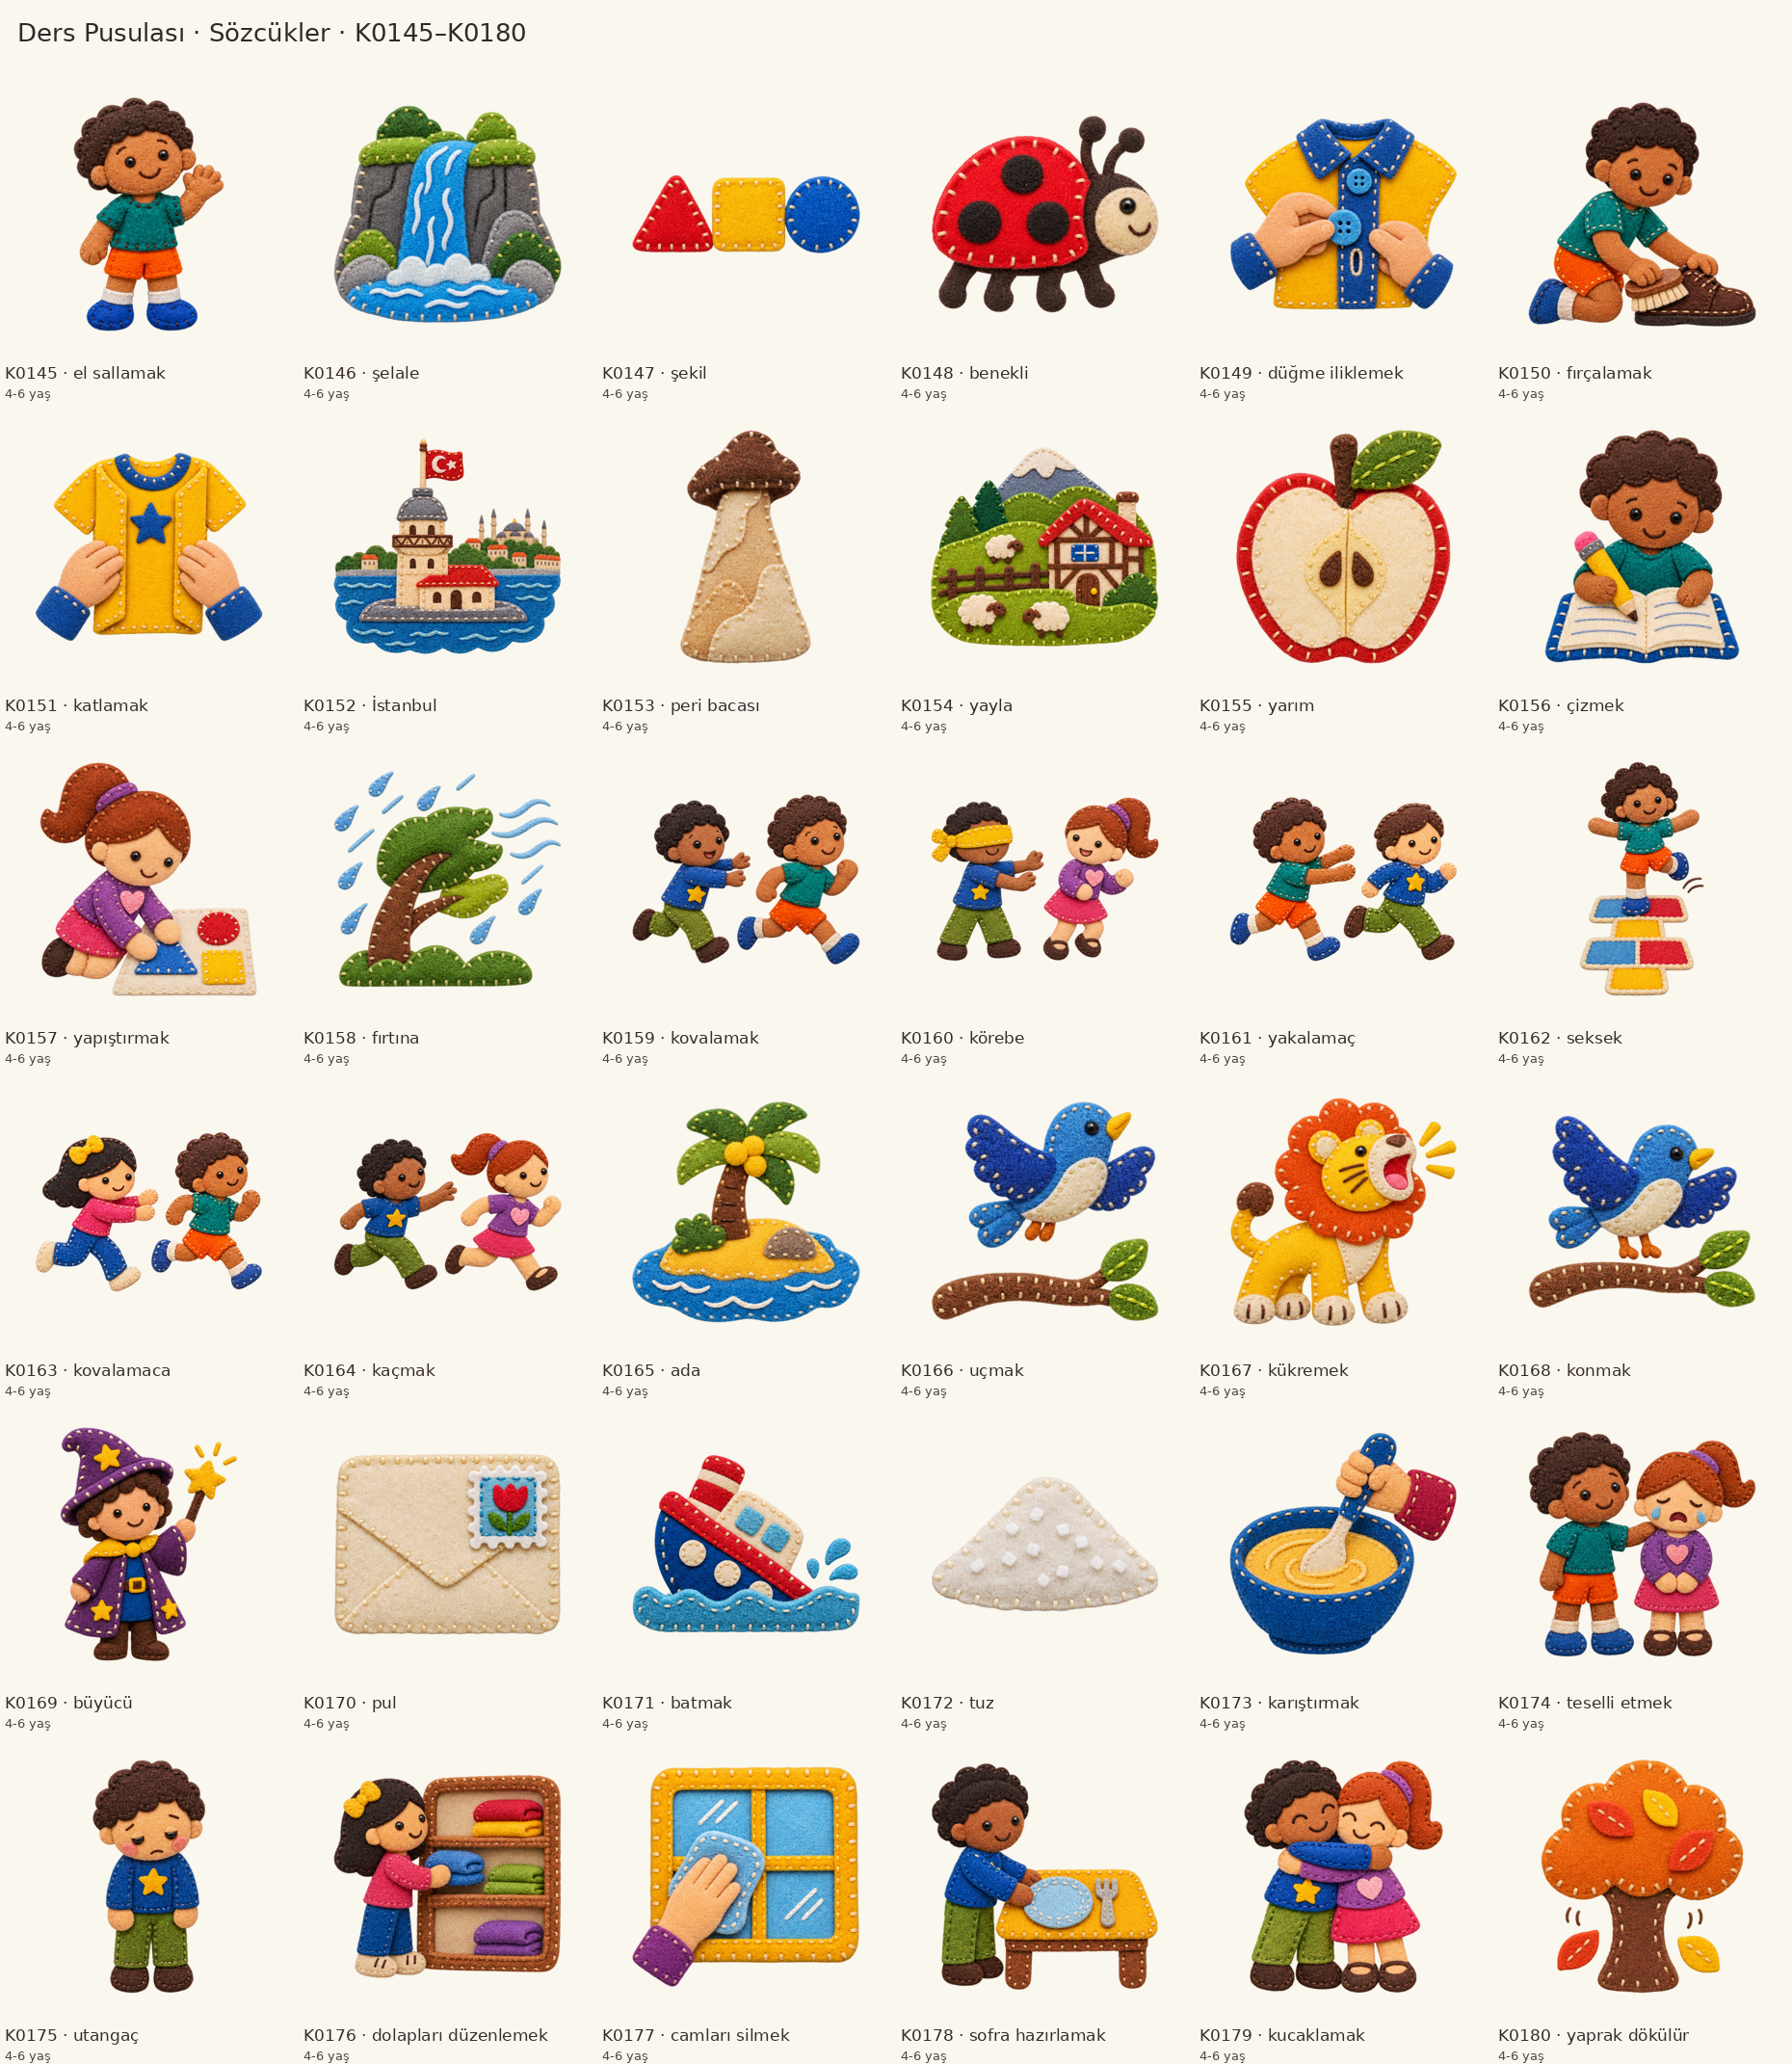 Ders Pusulası · Sözcükler · K0145–K0180
K0145 · el sallamak
4-6 yaş
K0146 · şelale
4-6 yaş
K0147 · şekil
4-6 yaş
K0148 · benekli
4-6 yaş
K0149 · düğme iliklemek
4-6 yaş
K0150 · fırçalamak
4-6 yaş
K0151 · katlamak
4-6 yaş
K0152 · İstanbul
4-6 yaş
K0153 · peri bacası
4-6 yaş
K0154 · yayla
4-6 yaş
K0155 · yarım
4-6 yaş
K0156 · çizmek
4-6 yaş
K0157 · yapıştırmak
4-6 yaş
K0158 · fırtına
4-6 yaş
K0159 · kovalamak
4-6 yaş
K0160 · körebe
4-6 yaş
K0161 · yakalamaç
4-6 yaş
K0162 · seksek
4-6 yaş
K0163 · kovalamaca
4-6 yaş
K0164 · kaçmak
4-6 yaş
K0165 · ada
4-6 yaş
K0166 · uçmak
4-6 yaş
K0167 · kükremek
4-6 yaş
K0168 · konmak
4-6 yaş
K0169 · büyücü
4-6 yaş
K0170 · pul
4-6 yaş
K0171 · batmak
4-6 yaş
K0172 · tuz
4-6 yaş
K0173 · karıştırmak
4-6 yaş
K0174 · teselli etmek
4-6 yaş
K0175 · utangaç
4-6 yaş
K0176 · dolapları düzenlemek
4-6 yaş
K0177 · camları silmek
4-6 yaş
K0178 · sofra hazırlamak
4-6 yaş
K0179 · kucaklamak
4-6 yaş
K0180 · yaprak dökülür
4-6 yaş